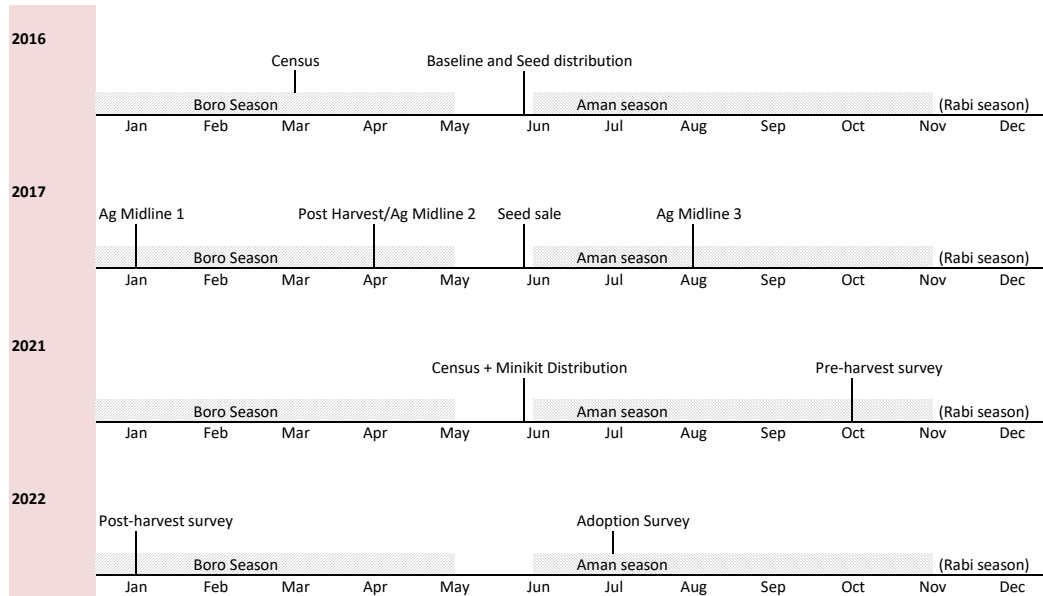 2016
Census Baseline and Seed distribution
Boro Season Aman season (Rabi season)
Jan Feb Mar Apr May Jun Jul Aug Sep Oct Nov Dec
2017
Ag Midline 1 Post Harvest/Ag Midline 2 Seed sale Ag Midline 3
Boro Season Aman season (Rabi season)
Jan Feb Mar Apr May Jun Jul Aug Sep Oct Nov Dec
2021
Census + Minikit Distribution Pre-harvest survey
Boro Season Aman season (Rabi season)
Jan Feb Mar Apr May Jun Jul Aug Sep Oct Nov Dec
2022
Post-harvest survey Adoption Survey
Boro Season Aman season (Rabi season)
Jan Feb Mar Apr May Jun Jul Aug Sep Oct Nov Dec